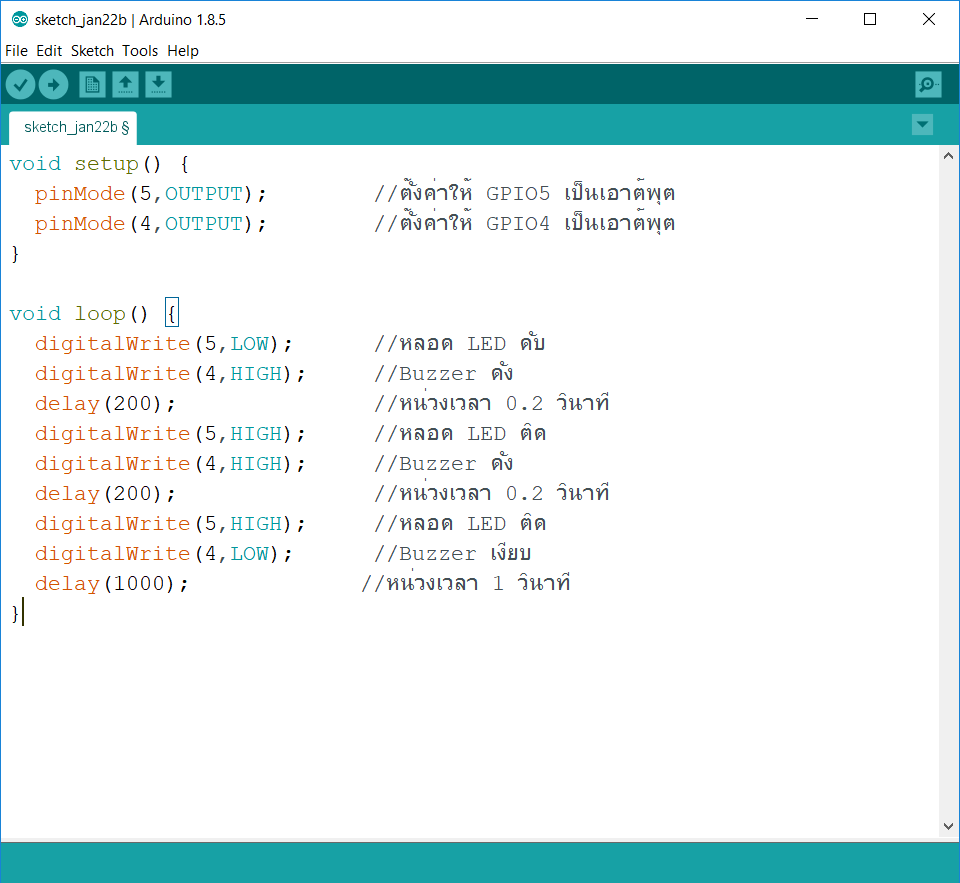 sketch_jan22b | Arduino 1.8.5
File Edit Sketch Tools Help
sketch_jan22b §
void setup() {
  pinMode(5,OUTPUT);        //ตั้งค่าให้ GPIO5 เป็นเอาต์พุต
  pinMode(4,OUTPUT);        //ตั้งค่าให้ GPIO4 เป็นเอาต์พุต
}
void loop() {
  digitalWrite(5,LOW);      //หลอด LED ดับ
  digitalWrite(4,HIGH);     //Buzzer ดัง
  delay(200);               //หน่วงเวลา 0.2 วินาที
  digitalWrite(5,HIGH);     //หลอด LED ติด
  digitalWrite(4,HIGH);     //Buzzer ดัง
  delay(200);               //หน่วงเวลา 0.2 วินาที
  digitalWrite(5,HIGH);     //หลอด LED ติด
  digitalWrite(4,LOW);      //Buzzer เงียบ
  delay(1000);             //หน่วงเวลา 1 วินาที
}